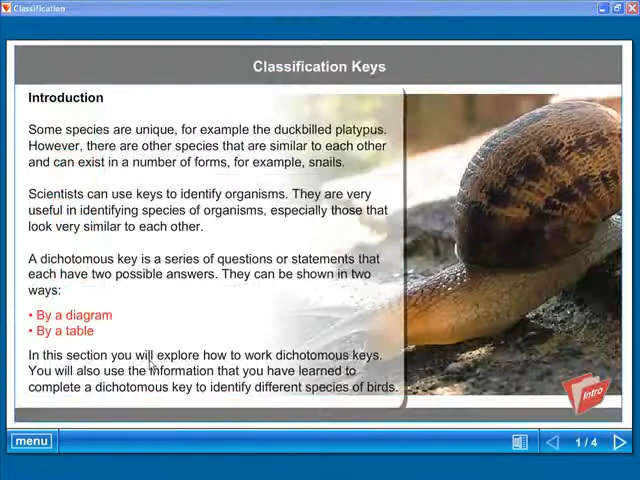 Classification
Classification Keys
Introduction
Some species are unique, for example the duckbilled platypus.
However, there are other species that are similar to each other
and can exist in a number of forms, for example, snails.
Scientists can use keys to identify organisms. They are very
useful in identifying species of organisms, especially those that
look very similar to each other.
A dichotomous key is a series of questions or statements that
each have two possible answers. They can be shown in two
ways:
• By a diagram
• By a table
In this section you will explore how to work dichotomous keys.
You will also use the information that you have learned to
complete a dichotomous key to identify different species of birds.
Intro
menu
1 / 4